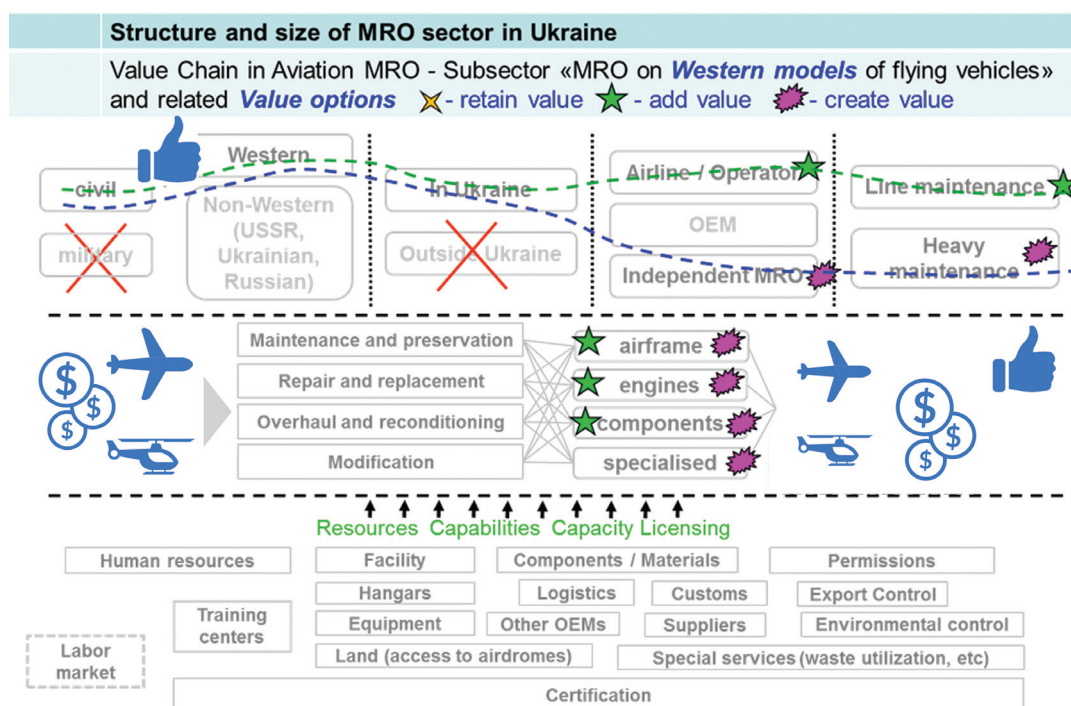 Structure and size of MRO sector in Ukraine
Value Chain in Aviation MRO - Subsector «MRO on Western models of flying vehicles»
and related Value options - retain value - add value - create value
civil
military
Western
Non-Western
(USSR,
Ukrainian,
Russian)
In Ukraine
Outside Ukraine
Airline / Operator
OEM
Independent MRO
Line maintenance
Heavy
maintenance
$
$
$
Maintenance and preservation
Repair and replacement
Overhaul and reconditioning
Modification
airframe
engines
components
specialised
$
$
$
Resources Capabilities Capacity Licensing
Human resources
Facility
Components / Materials
Permissions
Hangars
Logistics
Customs
Export Control
Training
centers
Equipment
Other OEMs
Suppliers
Environmental control
Labor
market
Land (access to airdromes)
Special services (waste utilization, etc)
Certification